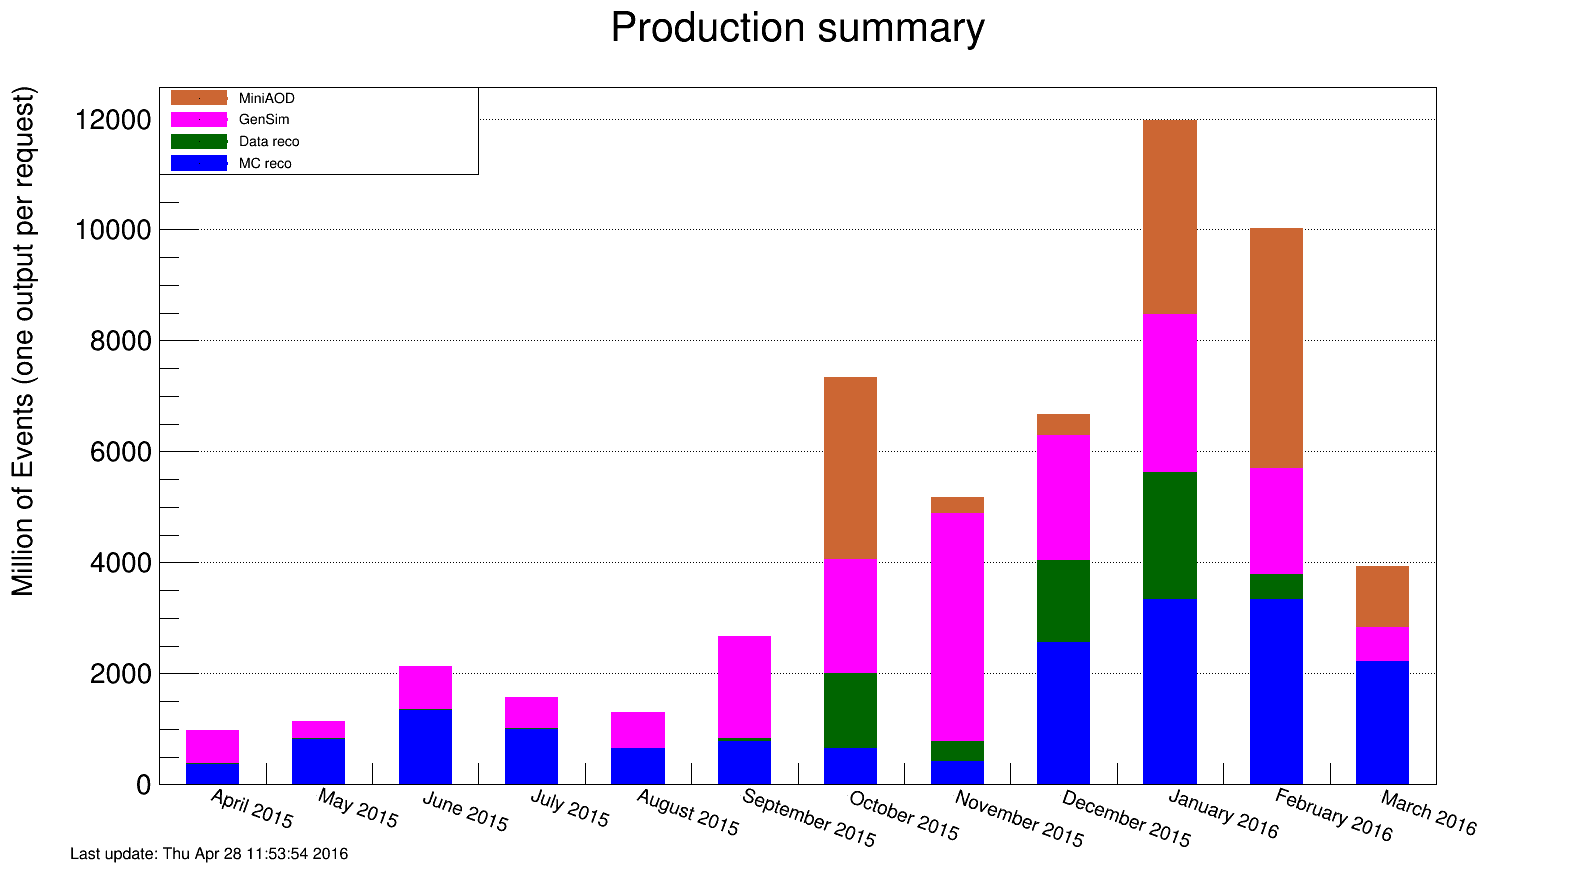 Production summary
Million of Events (one output per request)
MiniAOD
GenSim
Data reco
MC reco
12000
10000
8000
6000
4000
2000
0
April 2015
May 2015
June 2015
July 2015
August 2015
September 2015
October 2015
November 2015
December 2015
January 2016
February 2016
March 2016
Last update: Thu Apr 28 11:53:54 2016